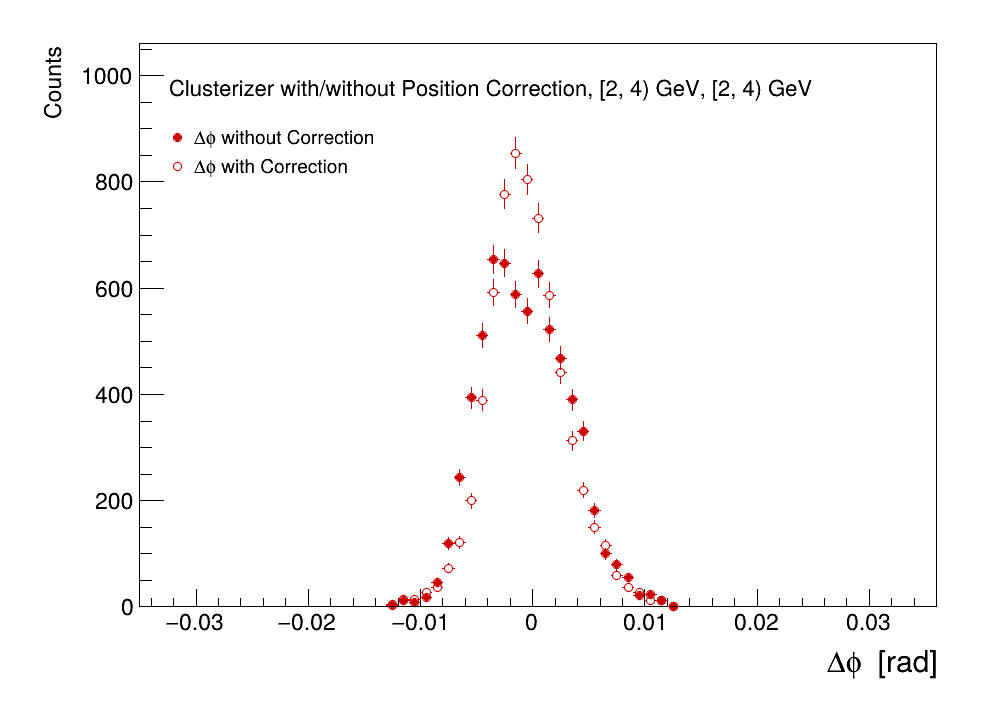 Counts
1000
800
600
400
200
0
Clusterizer with/without Position Correction, [2, 4) GeV, [2, 4) GeV
Δϕ without Correction
Δϕ with Correction
−0.03 −0.02 −0.01 0 0.01 0.02 0.03
Δϕ [rad]